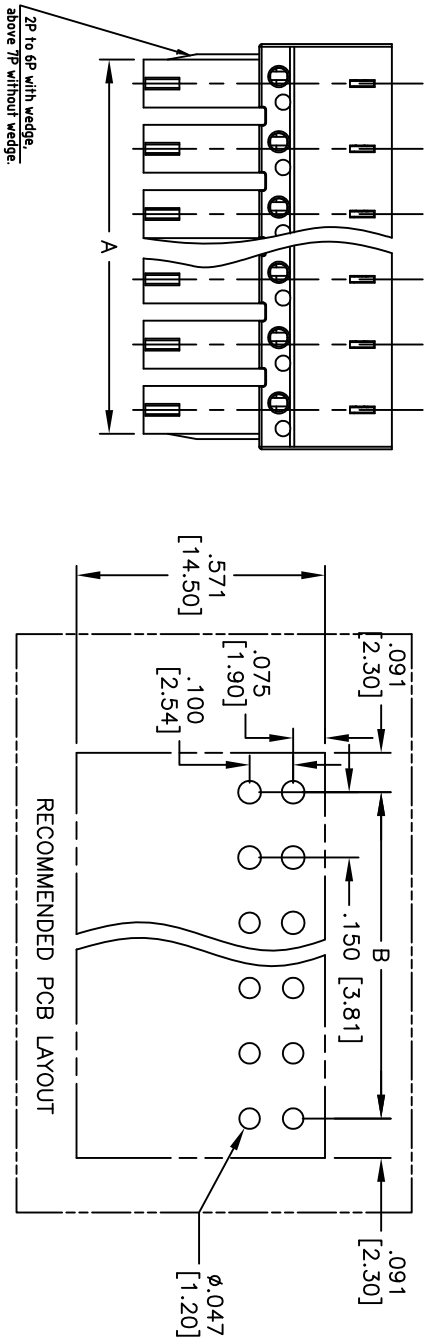 2P to 6P with wedge,
above 7P without wedge.
A
.571
[14.50]
.091
[2.30]
.075
[1.90]
.100
[2.54]
B
.150 [3.81]
.091
[2.30]
ø.047
[1.20]
RECOMMENDED PCB LAYOUT